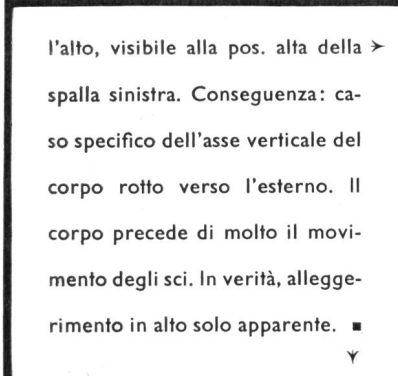 l'alto, visibile alla pos. alta della ➤
spalla sinistra. Conseguenza: ca-
so specifico dell'asse verticale del
corpo rotto verso l'esterno. Il
corpo precede di molto il movi-
mento degli sci. In verità, allegge-
rimento in alto solo apparente. ■